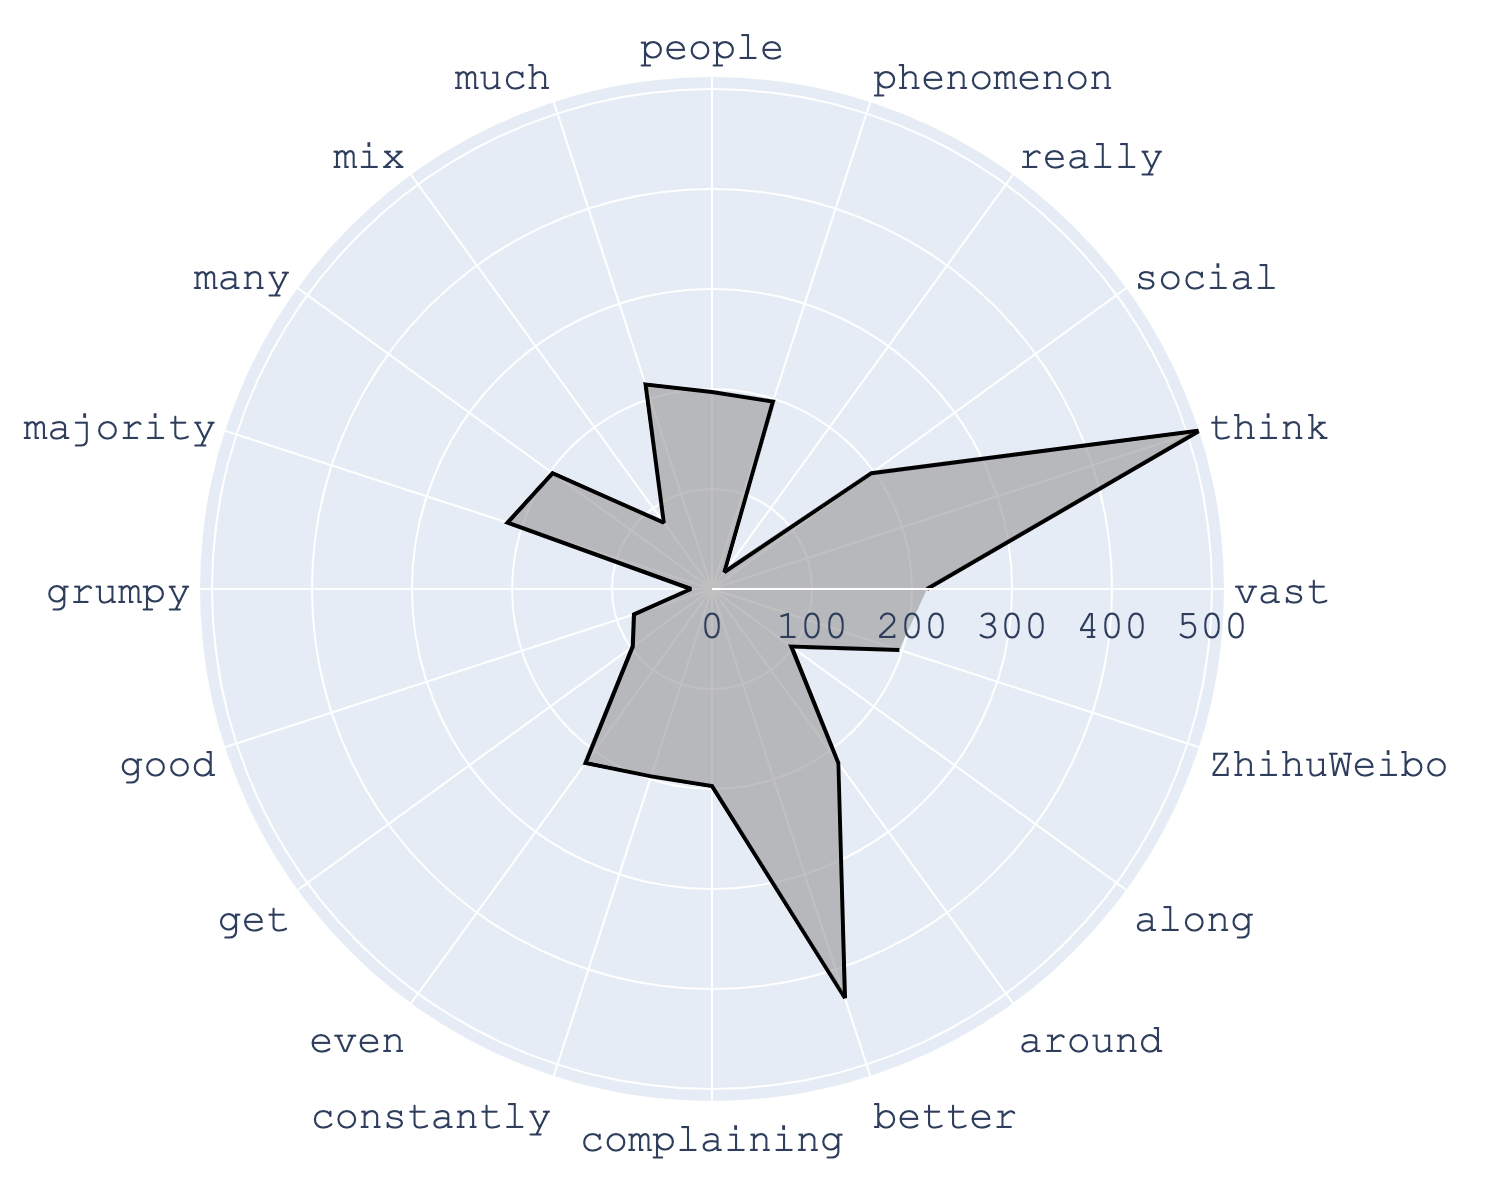 people
much
phenomenon
mix
really
many
social
majority
think
grumpy
vast
0 100 200 300 400 500
good
ZhihuWeibo
get
along
even
around
constantly
better
complaining